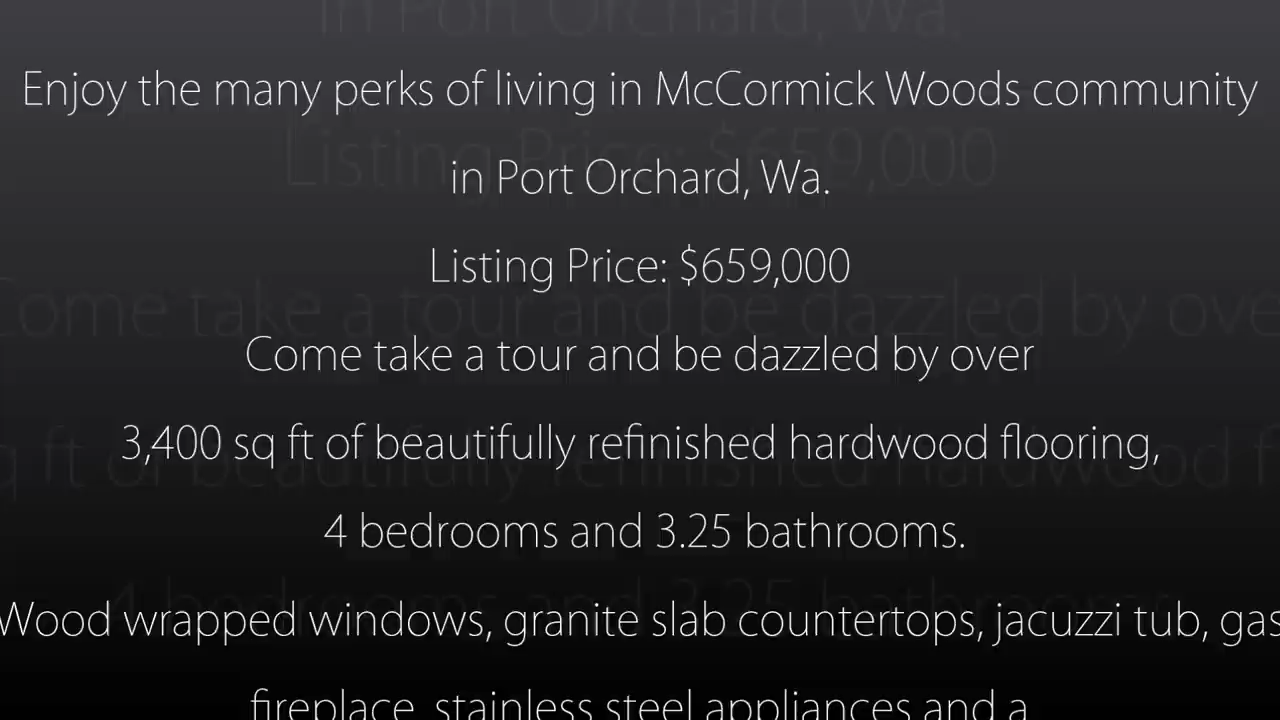 Enjoy the many perks of living in McCormick Woods community
in Port Orchard, Wa.
Listing Price: $659,000
Come take a tour and be dazzled by over
3,400 sq ft of beautifully refinished hardwood flooring,
4 bedrooms and 3.25 bathrooms.
Wood wrapped windows, granite slab countertops, jacuzzi tub, gas
fireplace, stainless steel appliances and a